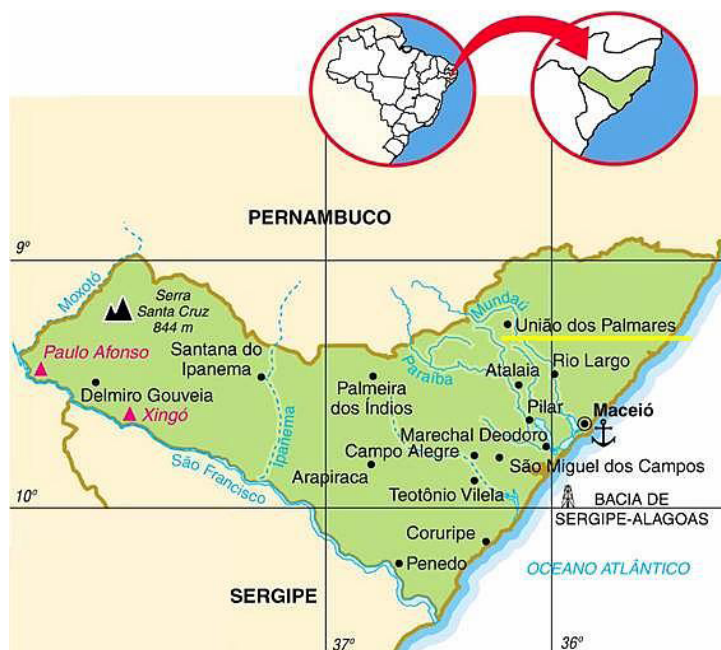 PERNAMBUCO
9º
Moxotó
Serra
Santa Cruz
844 m
Mundaú
União dos Palmares
Paulo Afonso
Santana do
Ipanema
Paraíba
Rio Largo
Atalaia
Delmiro Gouveia
Palmeira
dos Índios
Xingó
Pilar
Maceió
Ipanema
Marechal Deodoro
Campo Alegre
São Francisco
Arapiraca
São Miguel dos Campos
Teotônio Vilela
10º
BACIA DE
SERGIPE-ALAGOAS
Coruripe
Penedo
OCEANO ATLÂNTICO
SERGIPE
37º
36º